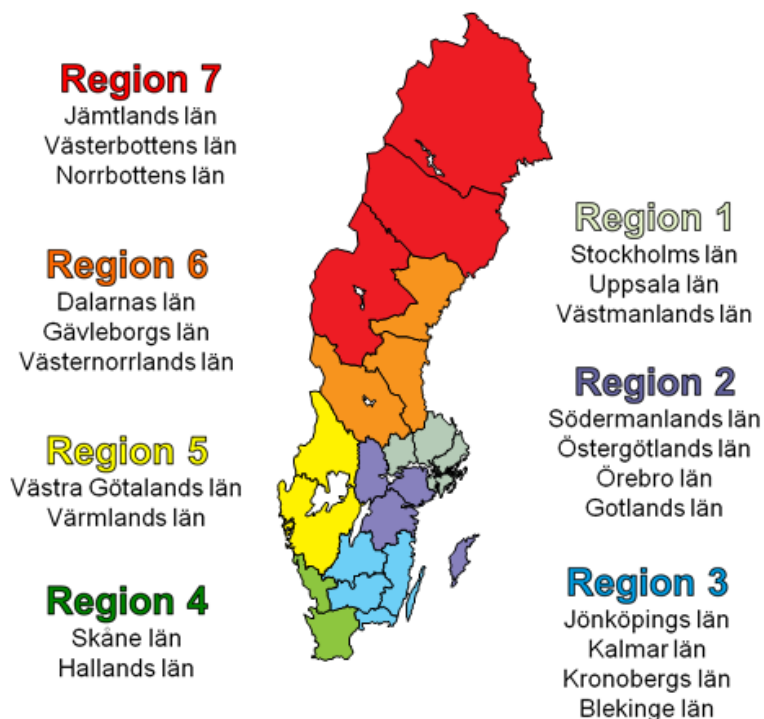 Region 7
Jämtlands län
Västerbottens län
Norrbottens län
Region 6
Dalarnas län
Gävleborgs län
Västernorrlands län
Region 5
Västra Götalands län
Värmlands län
Region 4
Skåne län
Hallands län
Region 1
Stockholms län
Uppsala län
Västmanlands län
Region 2
Södermanlands län
Östergötlands län
Örebro län
Gotlands län
Region 3
Jönköpings län
Kalmar län
Kronobergs län
Blekinge län